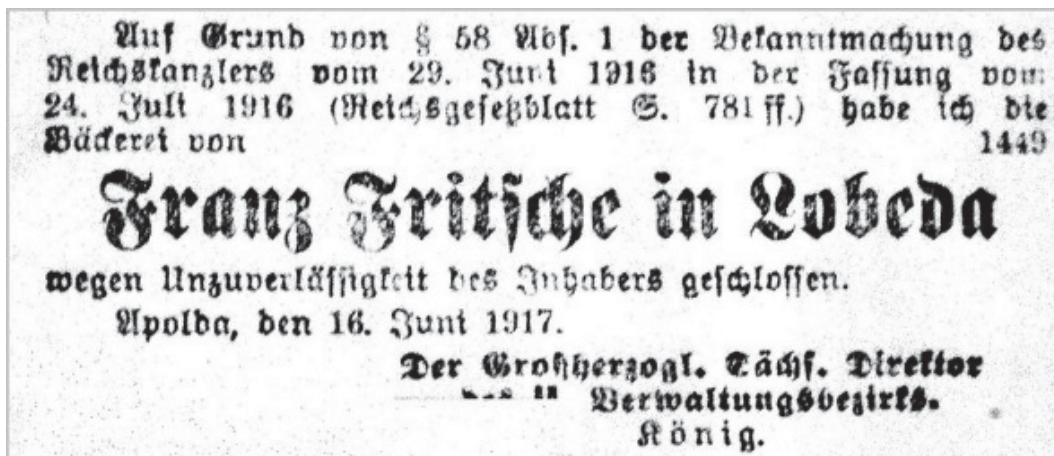 Auf Grund von § 58 Abs. 1 der Bekanntmachung des
Reichskanzlers vom 29. Juni 1916 in der Fassung vom
24. Juli 1916 (Reichsgesetzblatt S. 781 ff.) habe ich die
Bäckerei von 1449
Franz Fritsche in Lobeda
wegen Unzuverlässigkeit des Inhabers geschlossen.
Apolda, den 16. Juni 1917.
Der Großherzogl. Sächs. Direktor
des II Verwaltungsbezirks.
König.